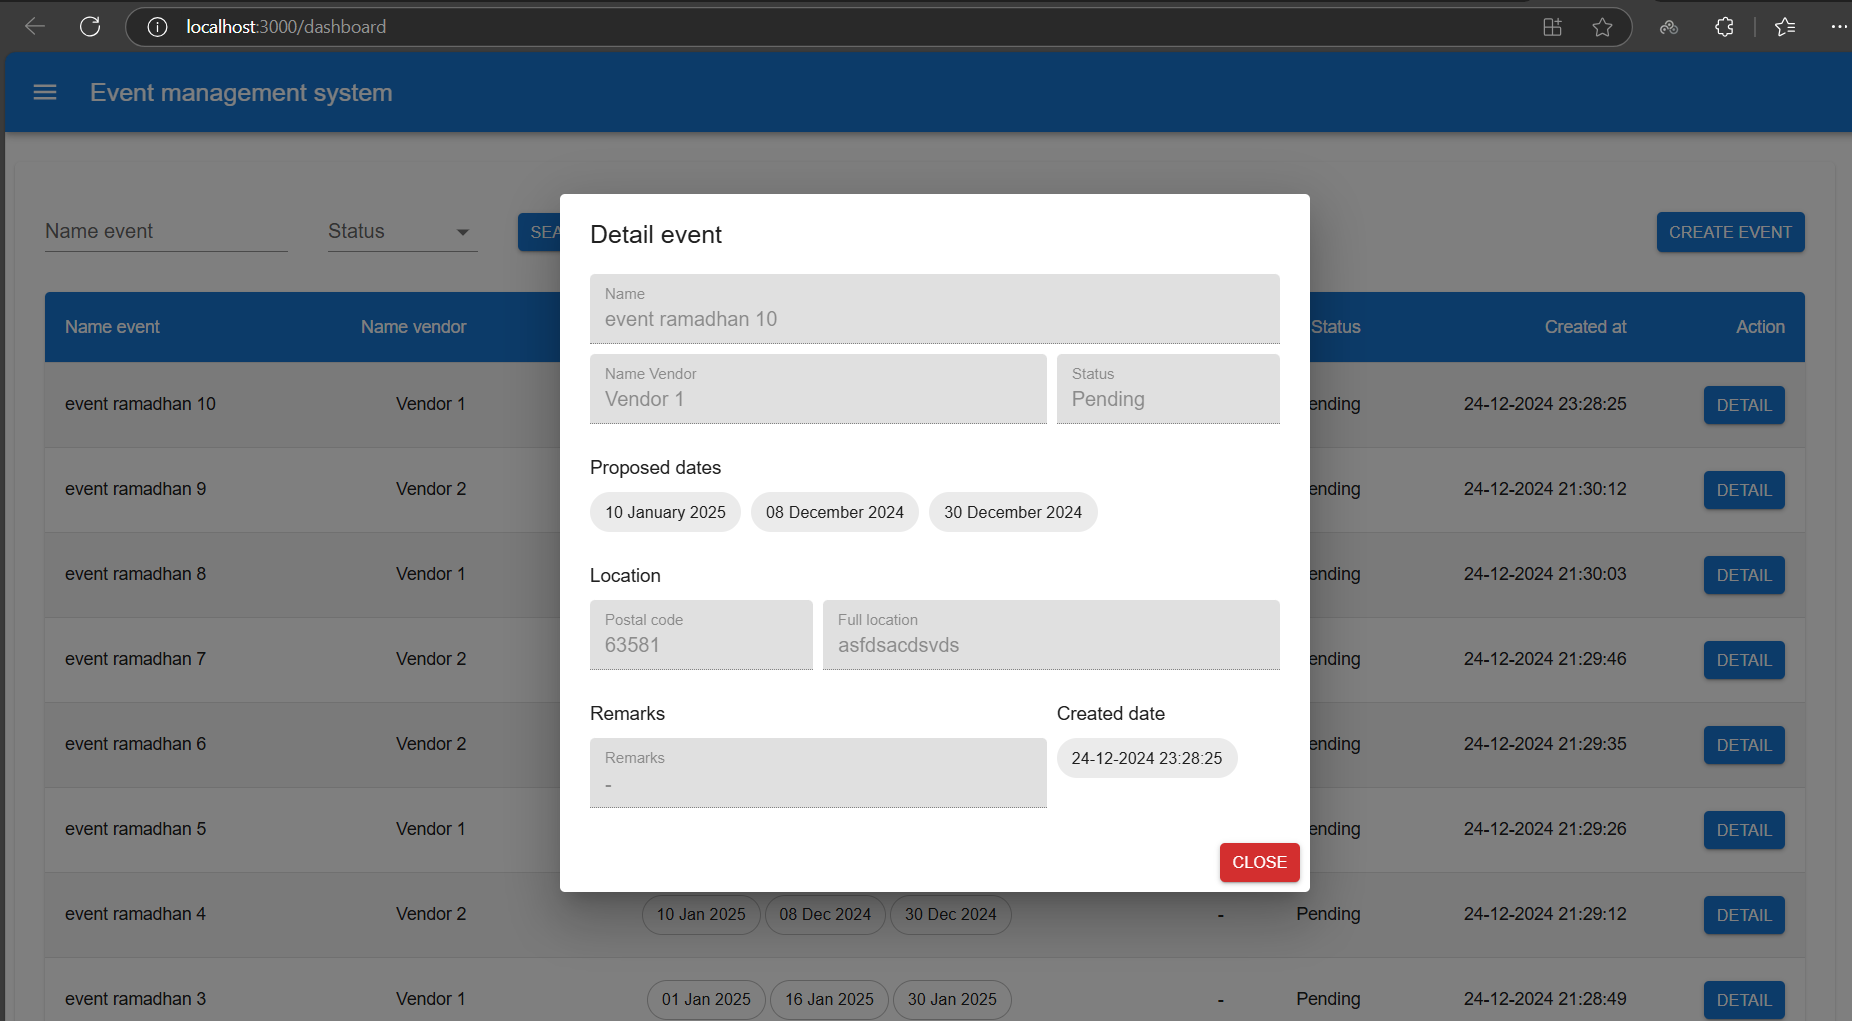 localhost:3000/dashboard
Event management system
Name event Status SEA CREATE EVENT
Name event Name vendor Status Created at Action
event ramadhan 10 Vendor 1 ending 24-12-2024 23:28:25 DETAIL
event ramadhan 9 Vendor 2 ending 24-12-2024 21:30:12 DETAIL
event ramadhan 8 Vendor 1 ending 24-12-2024 21:30:03 DETAIL
event ramadhan 7 Vendor 2 ending 24-12-2024 21:29:46 DETAIL
event ramadhan 6 Vendor 2 ending 24-12-2024 21:29:35 DETAIL
event ramadhan 5 Vendor 1 ending 24-12-2024 21:29:26 DETAIL
event ramadhan 4 Vendor 2 10 Jan 2025 08 Dec 2024 30 Dec 2024 - Pending 24-12-2024 21:29:12 DETAIL
event ramadhan 3 Vendor 1 01 Jan 2025 16 Jan 2025 30 Jan 2025 - Pending 24-12-2024 21:28:49 DETAIL
Detail event
Name
event ramadhan 10
Name Vendor Status
Vendor 1 Pending
Proposed dates
10 January 2025 08 December 2024 30 December 2024
Location
Postal code Full location
63581 asfdsacdsvds
Remarks Created date
Remarks
-
24-12-2024 23:28:25
CLOSE